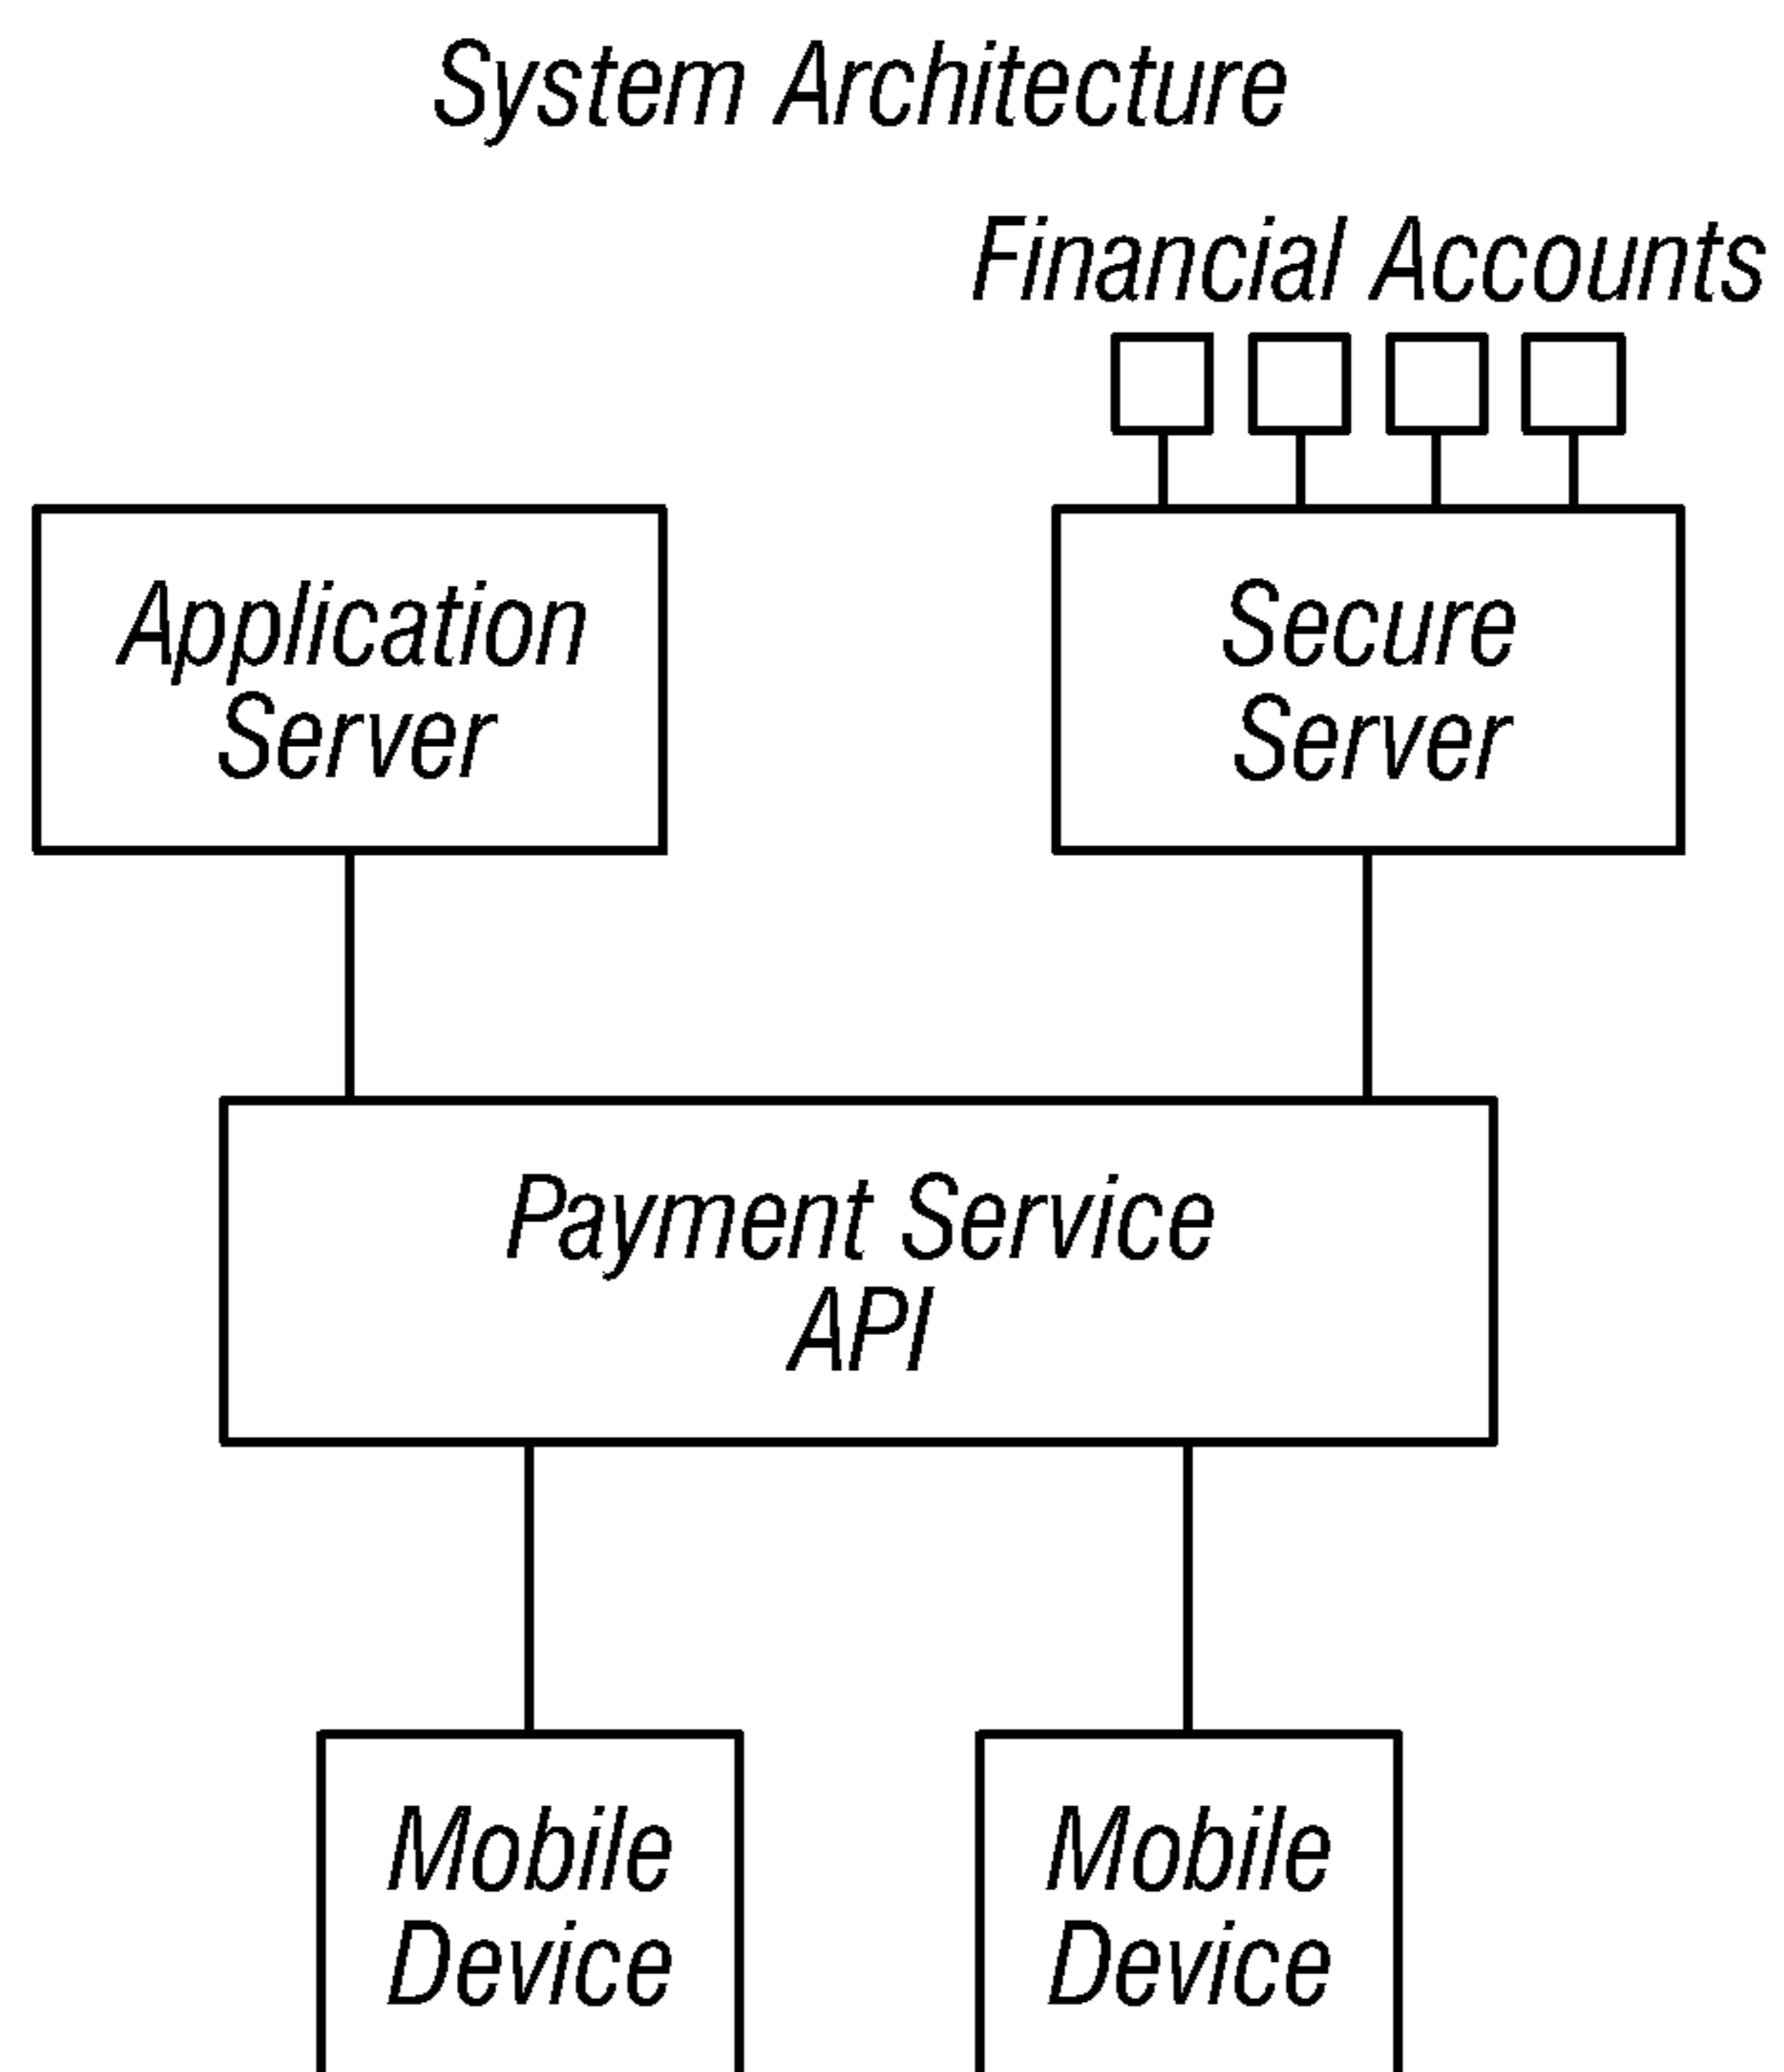 System Architecture
Financial Accounts
Application
Server
Secure
Server
Payment Service
API
Mobile
Device
Mobile
Device